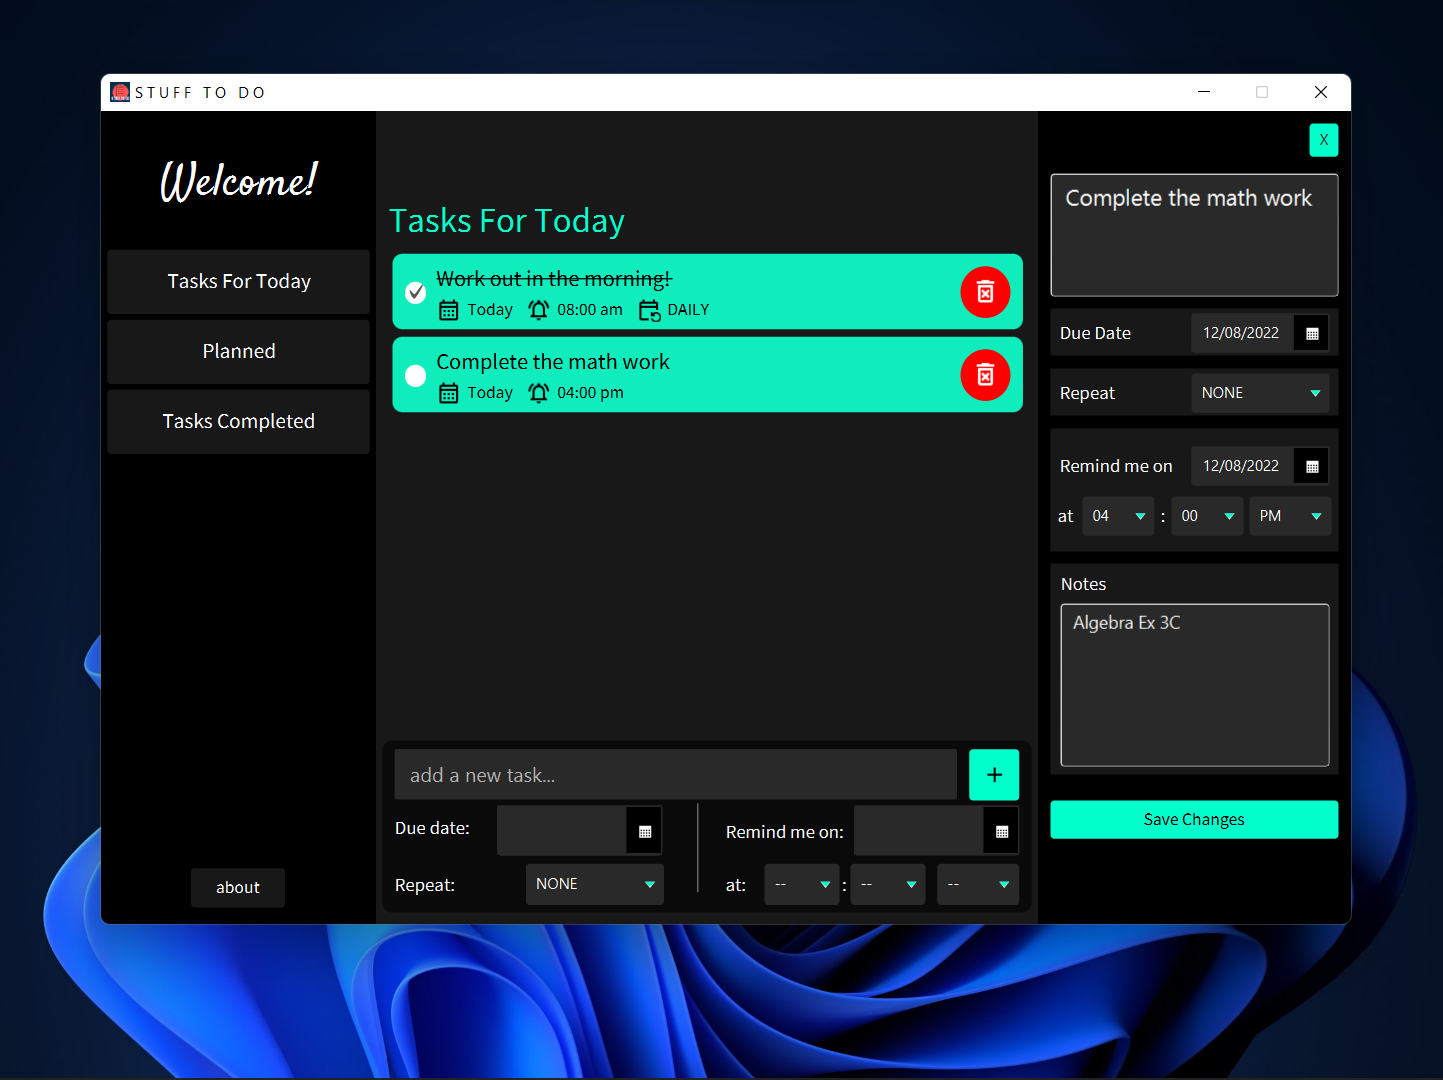 STUFF TO DO
Welcome!
Tasks For Today
Planned
Tasks Completed
about
Tasks For Today
Work out in the morning!
Today 08:00 am DAILY
Complete the math work
Today 04:00 pm
add a new task...
+
Due date:
Remind me on:
Repeat: NONE
at: -- : -- --
X
Complete the math work
Due Date 12/08/2022
Repeat NONE
Remind me on 12/08/2022
at 04 : 00 PM
Notes
Algebra Ex 3C
Save Changes